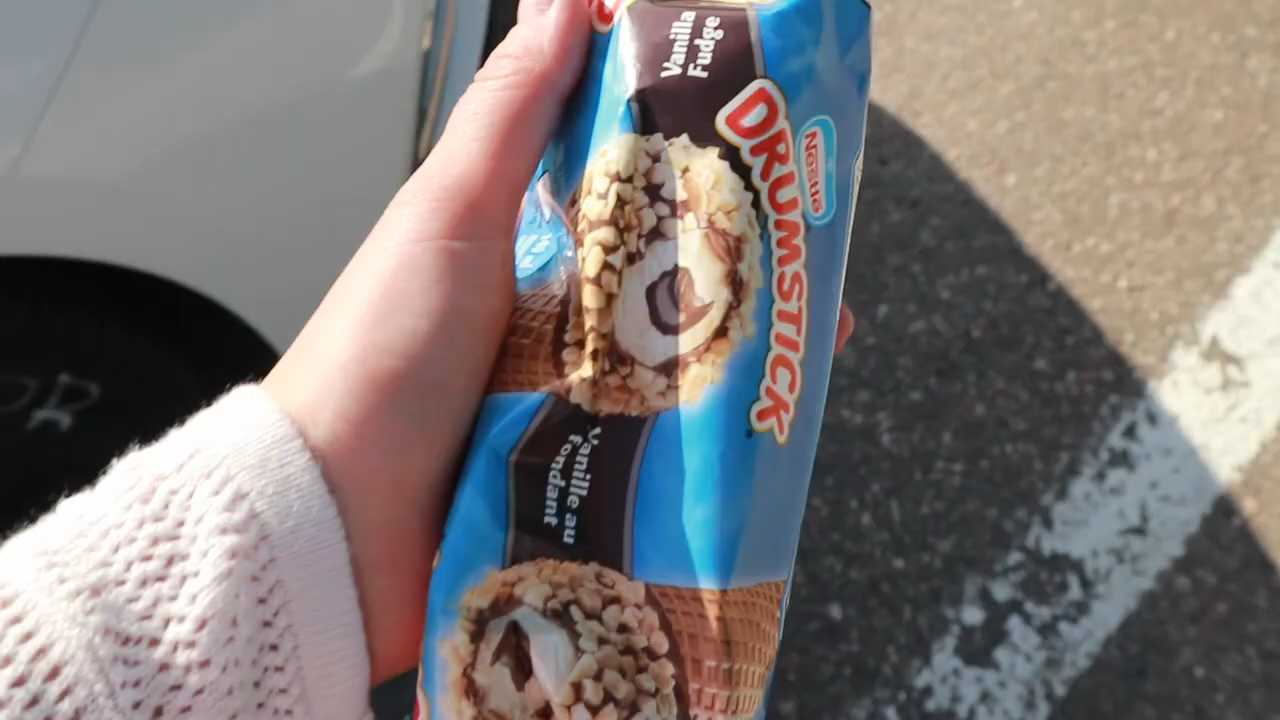 Vanilla
Fudge
Nestlé
DRUMSTICK
Vanille au
fondant